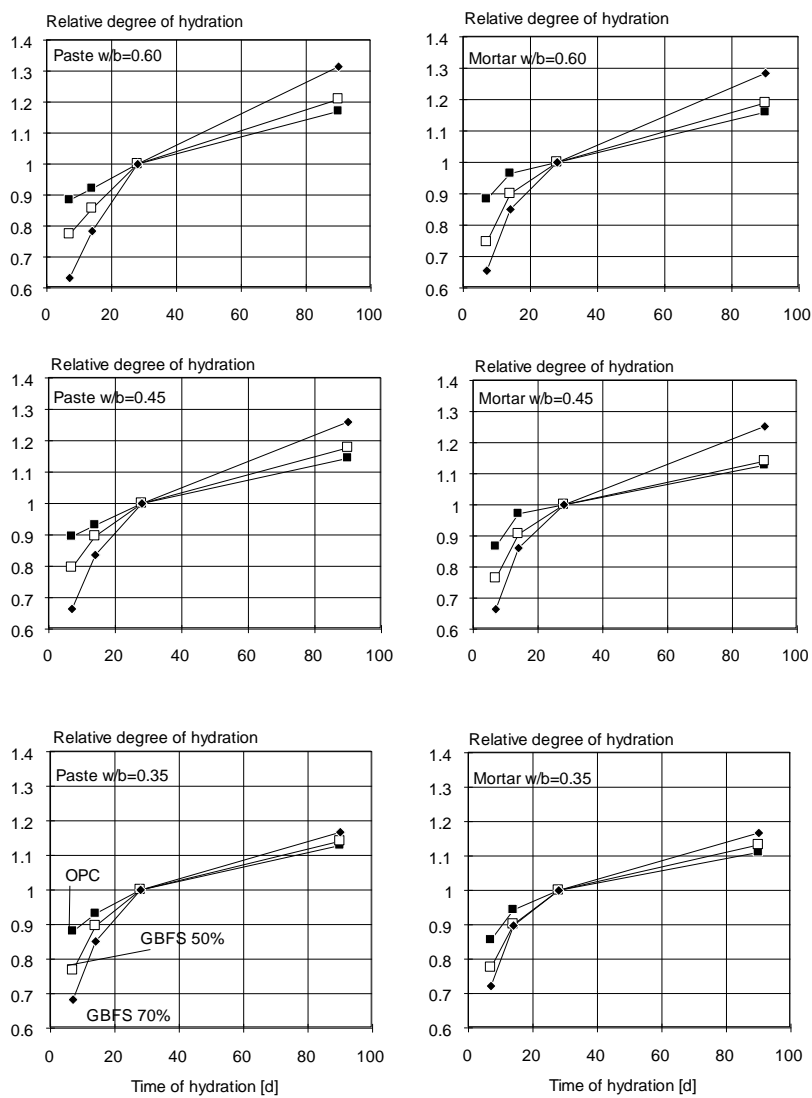 Relative degree of hydration
1.4
Paste w/b=0.60
1.3
1.2
1.1
1
0.9
0.8
0.7
0.6
0 20 40 60 80 100
Relative degree of hydration
1.4
Mortar w/b=0.60
1.3
1.2
1.1
1
0.9
0.8
0.7
0.6
0 20 40 60 80 100
Relative degree of hydration
1.4
Paste w/b=0.45
1.3
1.2
1.1
1
0.9
0.8
0.7
0.6
0 20 40 60 80 100
Relative degree of hydration
1.4
Mortar w/b=0.45
1.3
1.2
1.1
1
0.9
0.8
0.7
0.6
0 20 40 60 80 100
Relative degree of hydration
1.4
Paste w/b=0.35
1.3
1.2
1.1
1
OPC
0.9
GBFS 50%
0.8
0.7
GBFS 70%
0.6
0 20 40 60 80 100
Time of hydration [d]
Relative degree of hydration
1.4
Mortar w/b=0.35
1.3
1.2
1.1
1
0.9
0.8
0.7
0.6
0 20 40 60 80 100
Time of hydration [d]